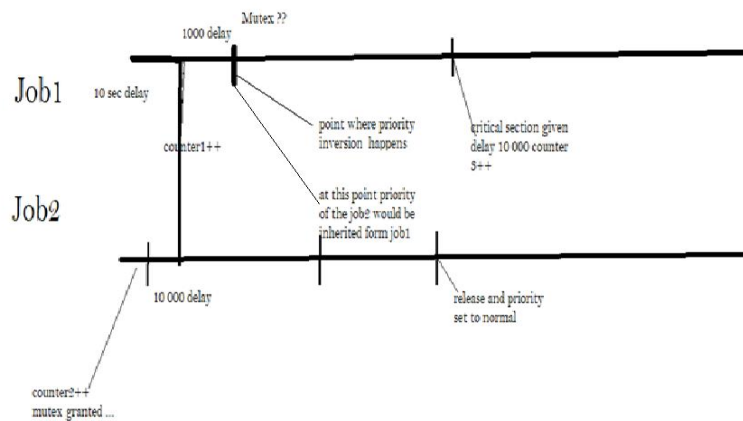 Mutex ??
1000 delay
Job1
10 sec delay
counter1++
point where priority
inversion happens
critical section given
delay 10 000 counter
3++
Job2
at this point priority
of the job2 would be
inherited form job1
10 000 delay
release and priority
set to normal
counter2++
mutex granted ...